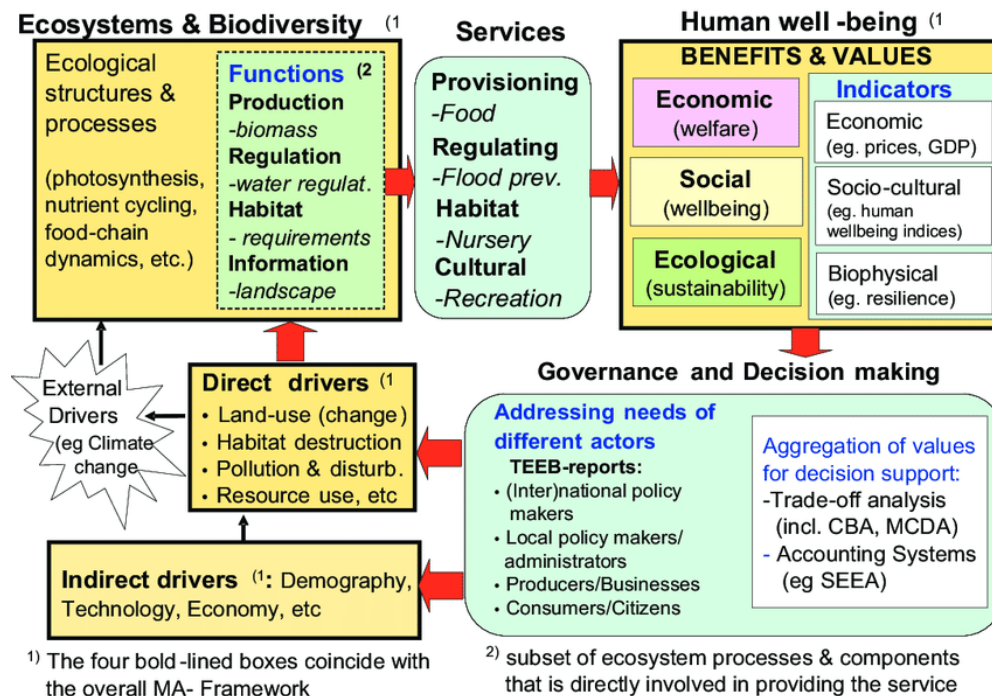 Ecosystems & Biodiversity (1
Ecological
structures &
processes
(photosynthesis,
nutrient cycling,
food-chain
dynamics, etc.)
Functions (2
Production
-biomass
Regulation
-water regulat.
Habitat
- requirements
Information
-landscape
Services
Provisioning
-Food
Regulating
-Flood prev.
Habitat
-Nursery
Cultural
-Recreation
Human well -being (1
BENEFITS & VALUES
Economic
(welfare)
Social
(wellbeing)
Ecological
(sustainability)
Indicators
Economic
(eg. prices, GDP)
Socio-cultural
(eg. human
wellbeing indices)
Biophysical
(eg. resilience)
External
Drivers
(eg Climate
change
Direct drivers (1
• Land-use (change)
• Habitat destruction
• Pollution & disturb.
• Resource use, etc
Indirect drivers (1: Demography,
Technology, Economy, etc
Governance and Decision making
Addressing needs of
different actors
TEEB-reports:
• (Inter)national policy
makers
• Local policy makers/
administrators
• Producers/Businesses
• Consumers/Citizens
Aggregation of values
for decision support:
-Trade-off analysis
(incl. CBA, MCDA)
- Accounting Systems
(eg SEEA)
1) The four bold-lined boxes coincide with
the overall MA- Framework
2) subset of ecosystem processes & components
that is directly involved in providing the service